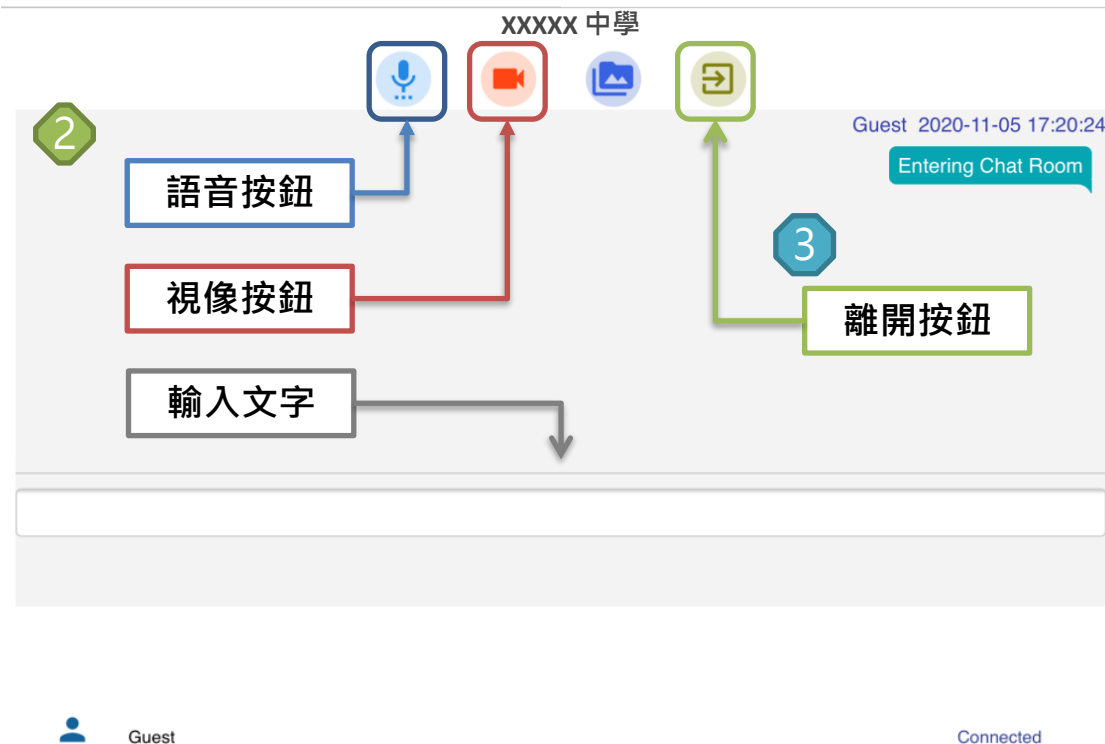 XXXXX 中學
2
Guest 2020-11-05 17:20:24
Entering Chat Room
語音按鈕
3
視像按鈕
離開按鈕
輸入文字
Guest
Connected